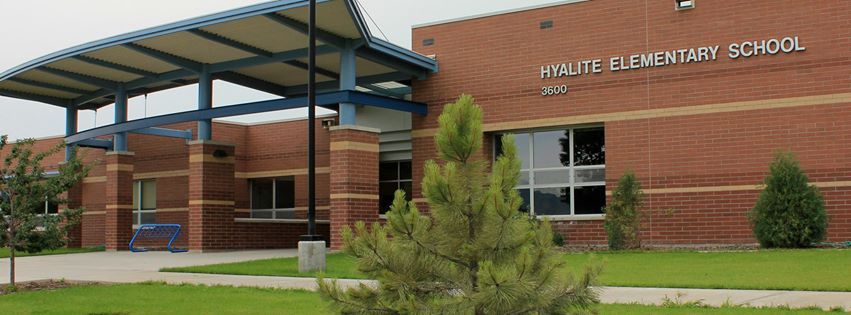 HYALITE ELEMENTARY SCHOOL
3600